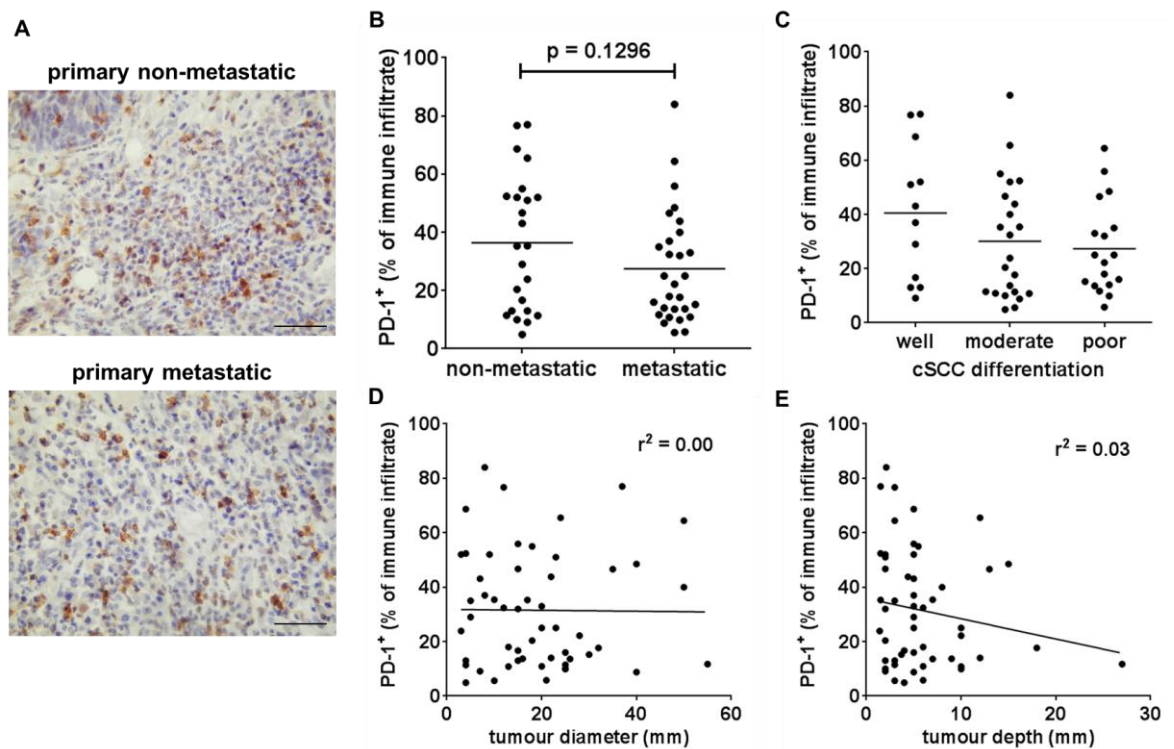 A
primary non-metastatic
primary metastatic
B
p = 0.1296
PD-1+ (% of immune infiltrate)
100
80
60
40
20
0
non-metastatic metastatic
C
PD-1+ (% of immune infiltrate)
100
80
60
40
20
0
well moderate poor
cSCC differentiation
D
r2 = 0.00
PD-1+ (% of immune infiltrate)
100
80
60
40
20
0
0 20 40 60
tumour diameter (mm)
E
r2 = 0.03
PD-1+ (% of immune infiltrate)
100
80
60
40
20
0
0 10 20 30
tumour depth (mm)